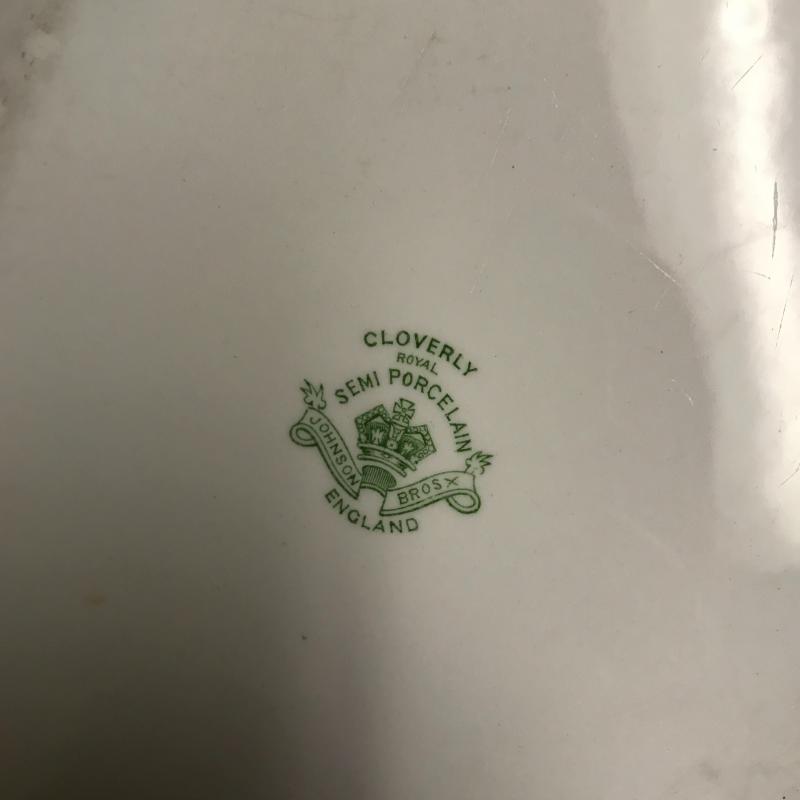 CLOVERLY
ROYAL
SEMI PORCELAIN
JOHNSON BROS
ENGLAND